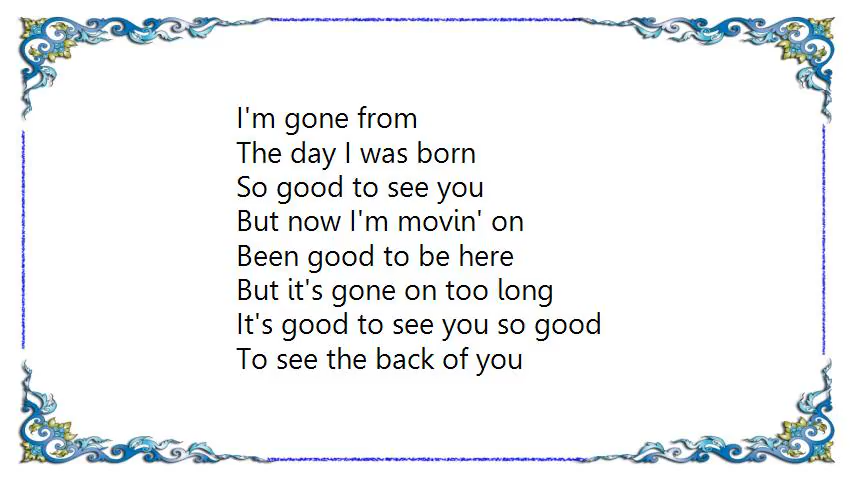 I'm gone from
The day I was born
So good to see you
But now I'm movin' on
Been good to be here
But it's gone on too long
It's good to see you so good
To see the back of you